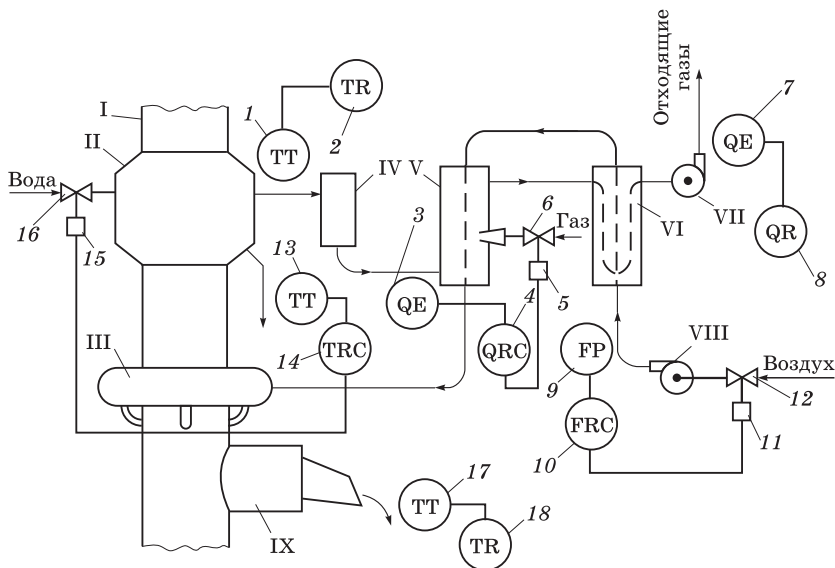 Отходящие
газы
I
II
1
TT
TR
2
7
QE
Вода
16
15
IV
V
6
Газ
VI
VII
QR
8
3
13
TT
QE
4
5
TRC
14
QRC
III
FP
9
VIII
Воздух
12
FRC
10
11
17
TT
18
TR
IX